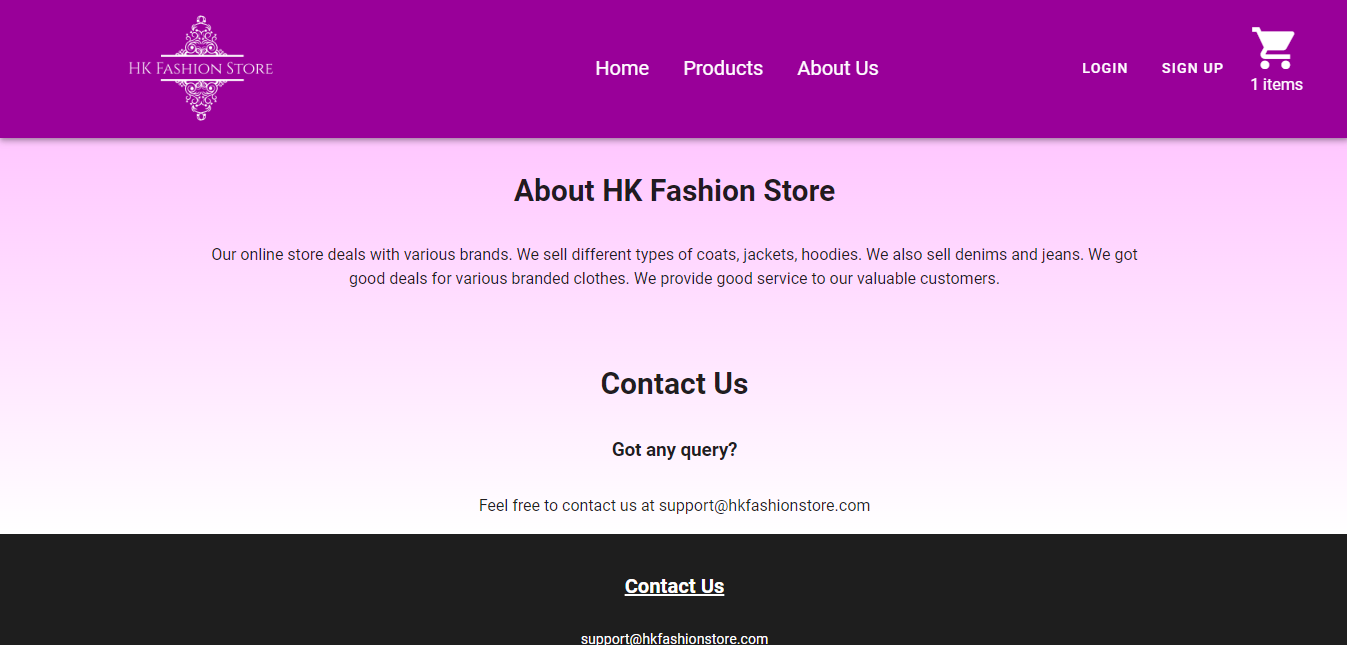 HK FASHION STORE
Home Products About Us
LOGIN SIGN UP
1 items
About HK Fashion Store
Our online store deals with various brands. We sell different types of coats, jackets, hoodies. We also sell denims and jeans. We got
good deals for various branded clothes. We provide good service to our valuable customers.
Contact Us
Got any query?
Feel free to contact us at support@hkfashionstore.com
Contact Us
support@hkfashionstore.com